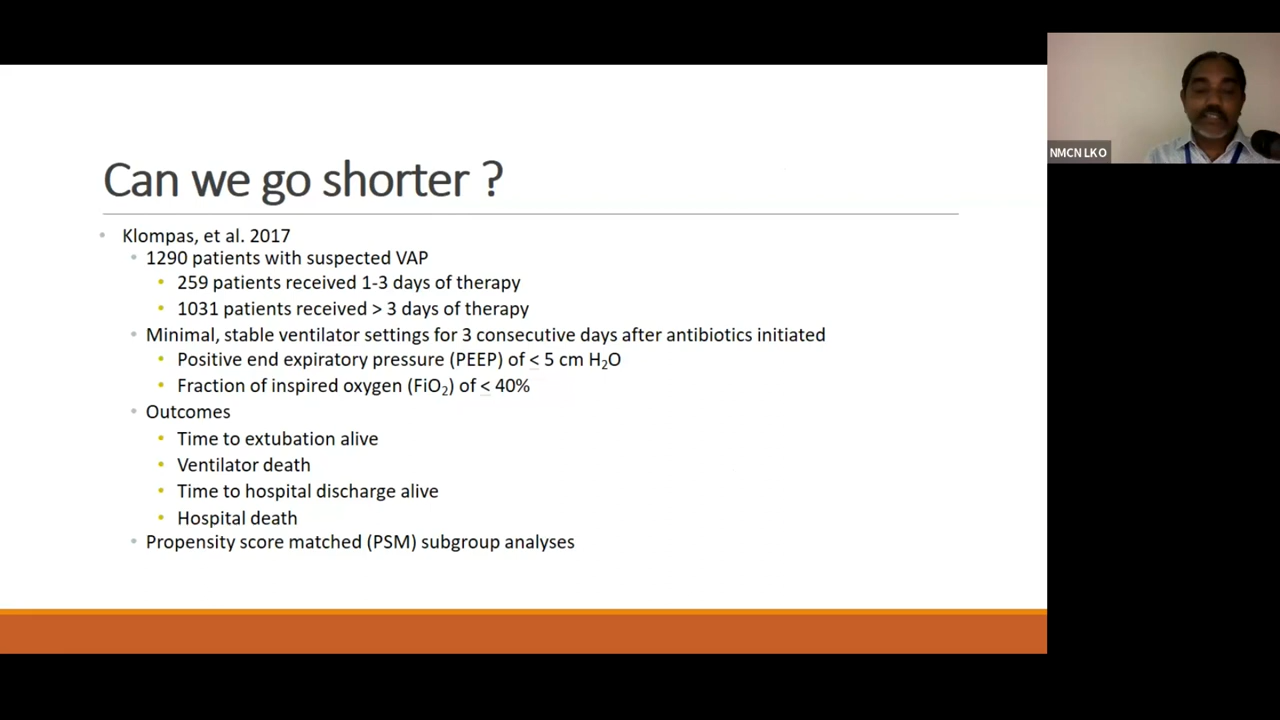 Can we go shorter ?
• Klompas, et al. 2017
• 1290 patients with suspected VAP
• 259 patients received 1-3 days of therapy
• 1031 patients received > 3 days of therapy
• Minimal, stable ventilator settings for 3 consecutive days after antibiotics initiated
• Positive end expiratory pressure (PEEP) of < 5 cm H₂O
• Fraction of inspired oxygen (FiO₂) of < 40%
• Outcomes
• Time to extubation alive
• Ventilator death
• Time to hospital discharge alive
• Hospital death
• Propensity score matched (PSM) subgroup analyses
NMCN LKO